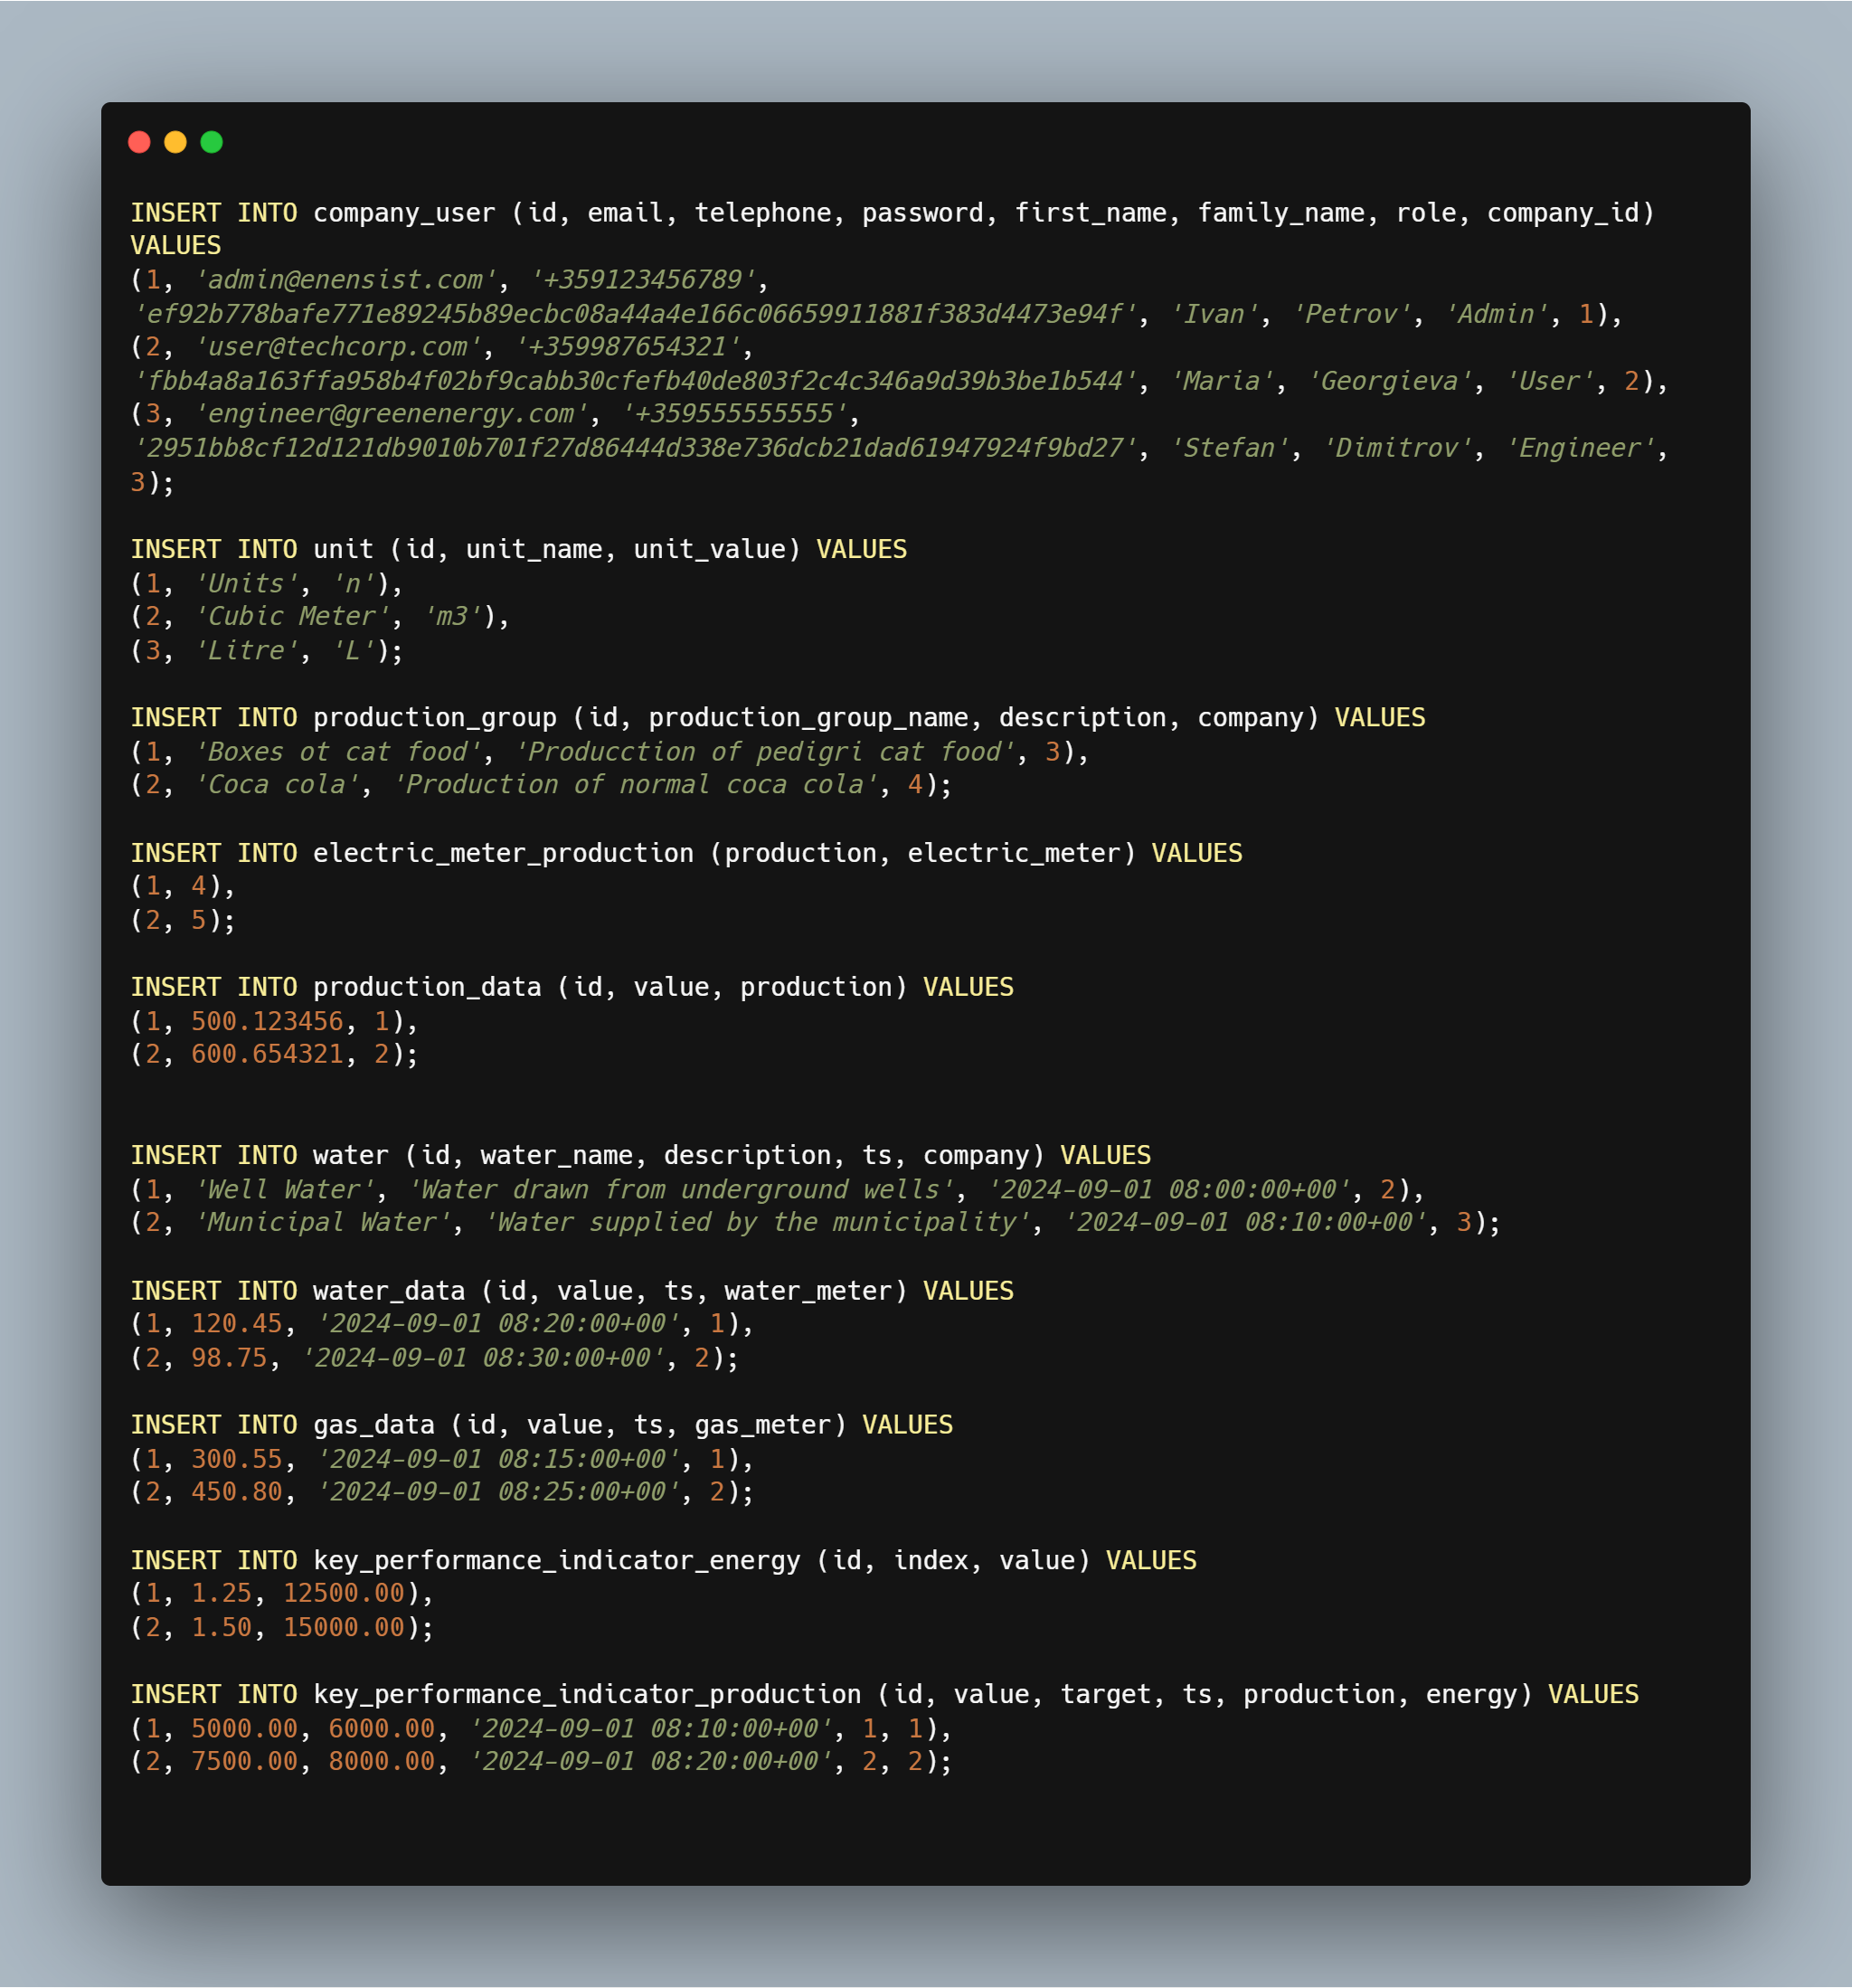 INSERT INTO company_user (id, email, telephone, password, first_name, family_name, role, company_id)
VALUES
(1, 'admin@enensist.com', '+359123456789',
'ef92b778bafe771e89245b89ecbc08a44a4e166c06659911881f383d4473e94f', 'Ivan', 'Petrov', 'Admin', 1),
(2, 'user@techcorp.com', '+359987654321',
'fbb4a8a163ffa958b4f02bf9cabb30cfefb40de803f2c4c346a9d39b3be1b544', 'Maria', 'Georgieva', 'User', 2),
(3, 'engineer@greenenergy.com', '+359555555555',
'2951bb8cf12d121db9010b701f27d86444d338e736dcb21dad61947924f9bd27', 'Stefan', 'Dimitrov', 'Engineer',
3);
INSERT INTO unit (id, unit_name, unit_value) VALUES
(1, 'Units', 'n'),
(2, 'Cubic Meter', 'm3'),
(3, 'Litre', 'L');
INSERT INTO production_group (id, production_group_name, description, company) VALUES
(1, 'Boxes ot cat food', 'Producction of pedigri cat food', 3),
(2, 'Coca cola', 'Production of normal coca cola', 4);
INSERT INTO electric_meter_production (production, electric_meter) VALUES
(1, 4),
(2, 5);
INSERT INTO production_data (id, value, production) VALUES
(1, 500.123456, 1),
(2, 600.654321, 2);
INSERT INTO water (id, water_name, description, ts, company) VALUES
(1, 'Well Water', 'Water drawn from underground wells', '2024-09-01 08:00:00+00', 2),
(2, 'Municipal Water', 'Water supplied by the municipality', '2024-09-01 08:10:00+00', 3);
INSERT INTO water_data (id, value, ts, water_meter) VALUES
(1, 120.45, '2024-09-01 08:20:00+00', 1),
(2, 98.75, '2024-09-01 08:30:00+00', 2);
INSERT INTO gas_data (id, value, ts, gas_meter) VALUES
(1, 300.55, '2024-09-01 08:15:00+00', 1),
(2, 450.80, '2024-09-01 08:25:00+00', 2);
INSERT INTO key_performance_indicator_energy (id, index, value) VALUES
(1, 1.25, 12500.00),
(2, 1.50, 15000.00);
INSERT INTO key_performance_indicator_production (id, value, target, ts, production, energy) VALUES
(1, 5000.00, 6000.00, '2024-09-01 08:10:00+00', 1, 1),
(2, 7500.00, 8000.00, '2024-09-01 08:20:00+00', 2, 2);